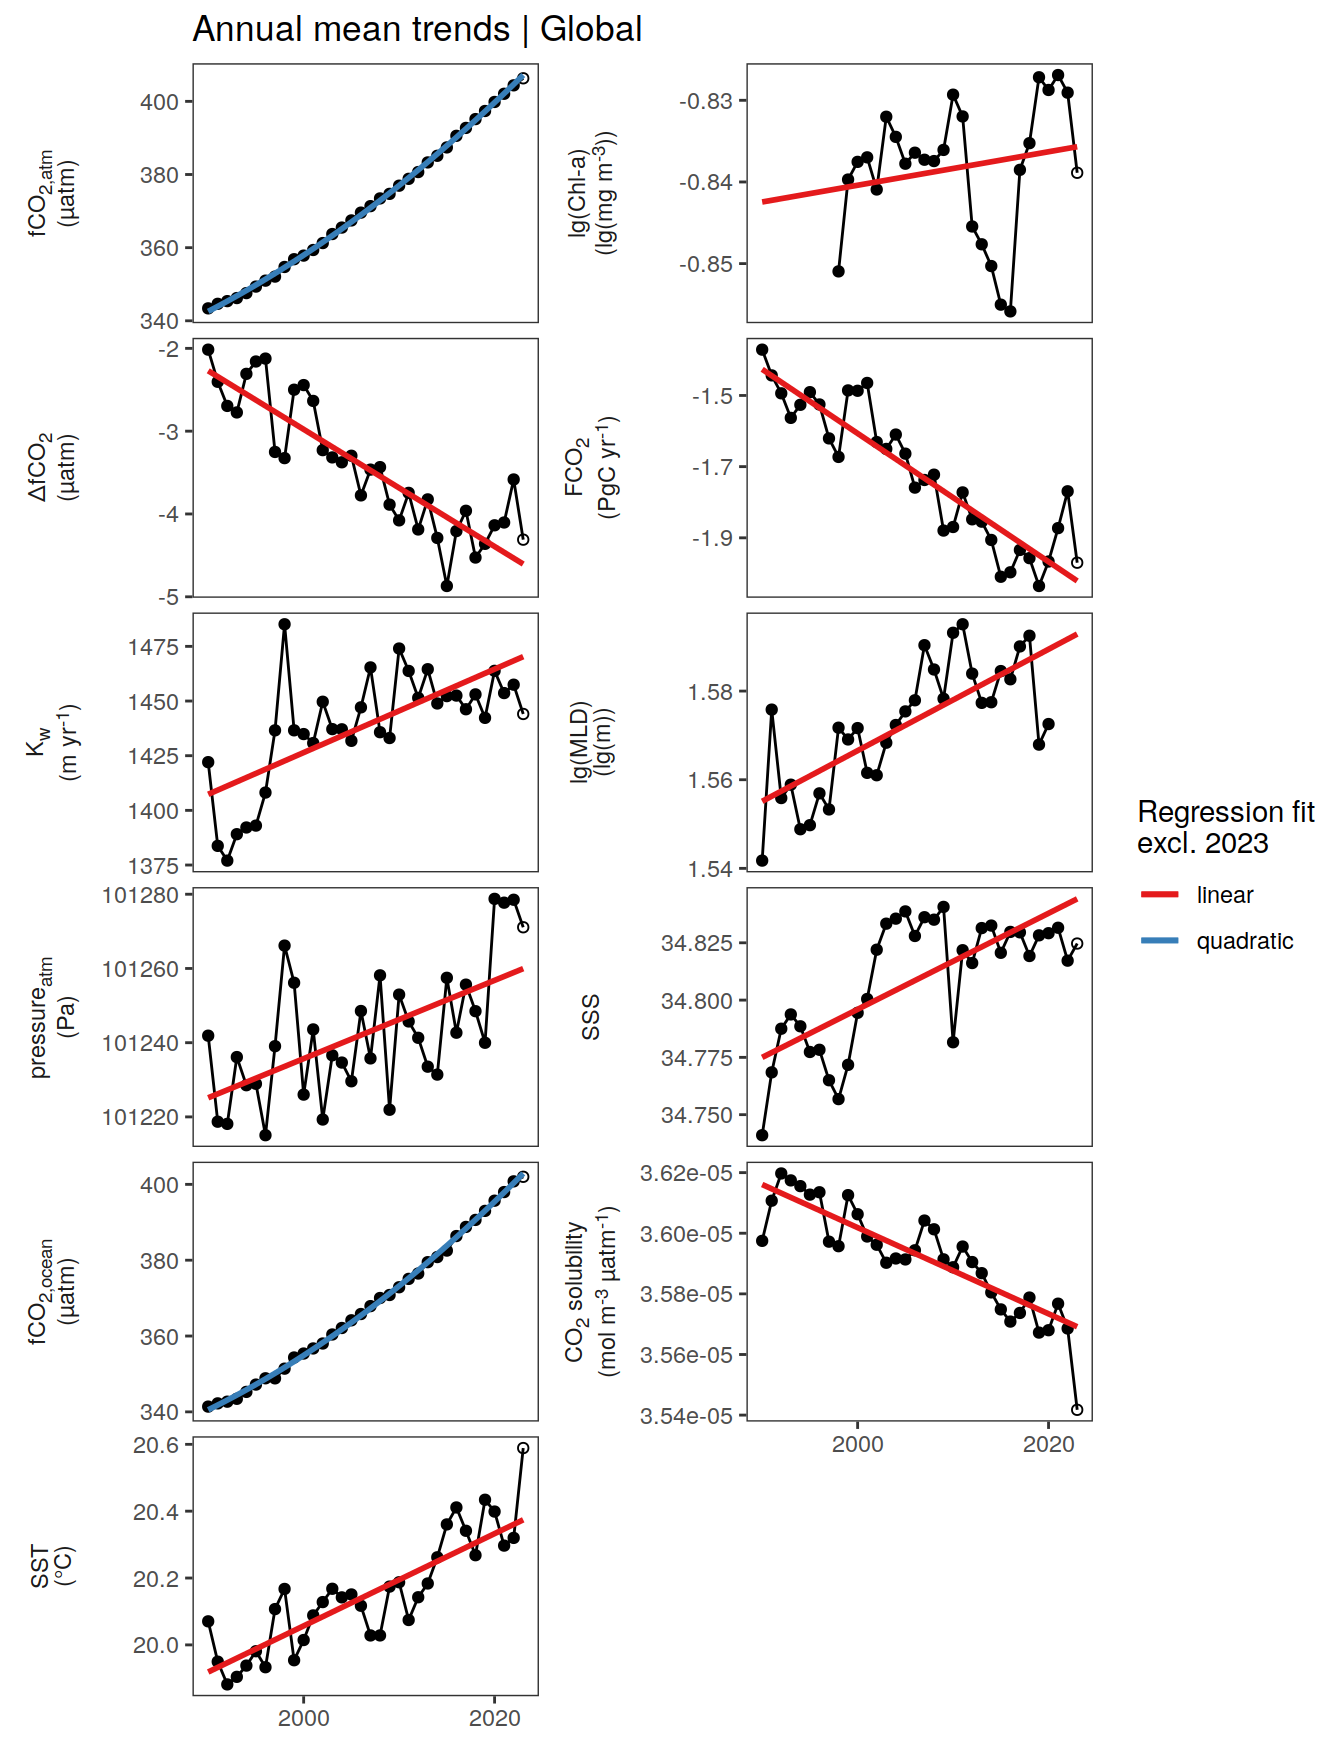 Annual mean trends | Global
fCO2,atm
(µatm)
400
380
360
340
lg(Chl-a)
(lg(mg m-3))
-0.83
-0.84
-0.85
ΔfCO2
(µatm)
-2
-3
-4
-5
FCO2
(PgC yr-1)
-1.5
-1.7
-1.9
Kw
(m yr-1)
1475
1450
1425
1400
1375
lg(MLD)
(lg(m))
1.58
1.56
1.54
pressureatm
(Pa)
101280
101260
101240
101220
SSS
34.825
34.800
34.775
34.750
fCO2,ocean
(µatm)
400
380
360
340
CO2 solubility
(mol m-3 µatm-1)
3.62e-05
3.60e-05
3.58e-05
3.56e-05
3.54e-05
2000 2020
SST
(°C)
20.6
20.4
20.2
20.0
2000 2020
Regression fit
excl. 2023
linear
quadratic